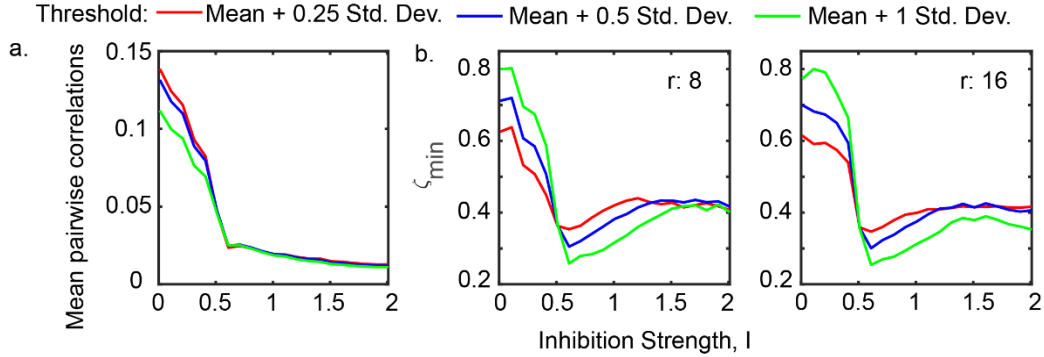 Threshold: Mean + 0.25 Std. Dev. Mean + 0.5 Std. Dev. Mean + 1 Std. Dev.
a.
Mean pairwise correlations
0.15
0.1
0.05
0
0 0.5 1 1.5 2
b.
r: 8
ζmin
0.8
0.6
0.4
0.2
0 0.5 1 1.5 2
r: 16
0.8
0.6
0.4
0.2
0 0.5 1 1.5 2
Inhibition Strength, I